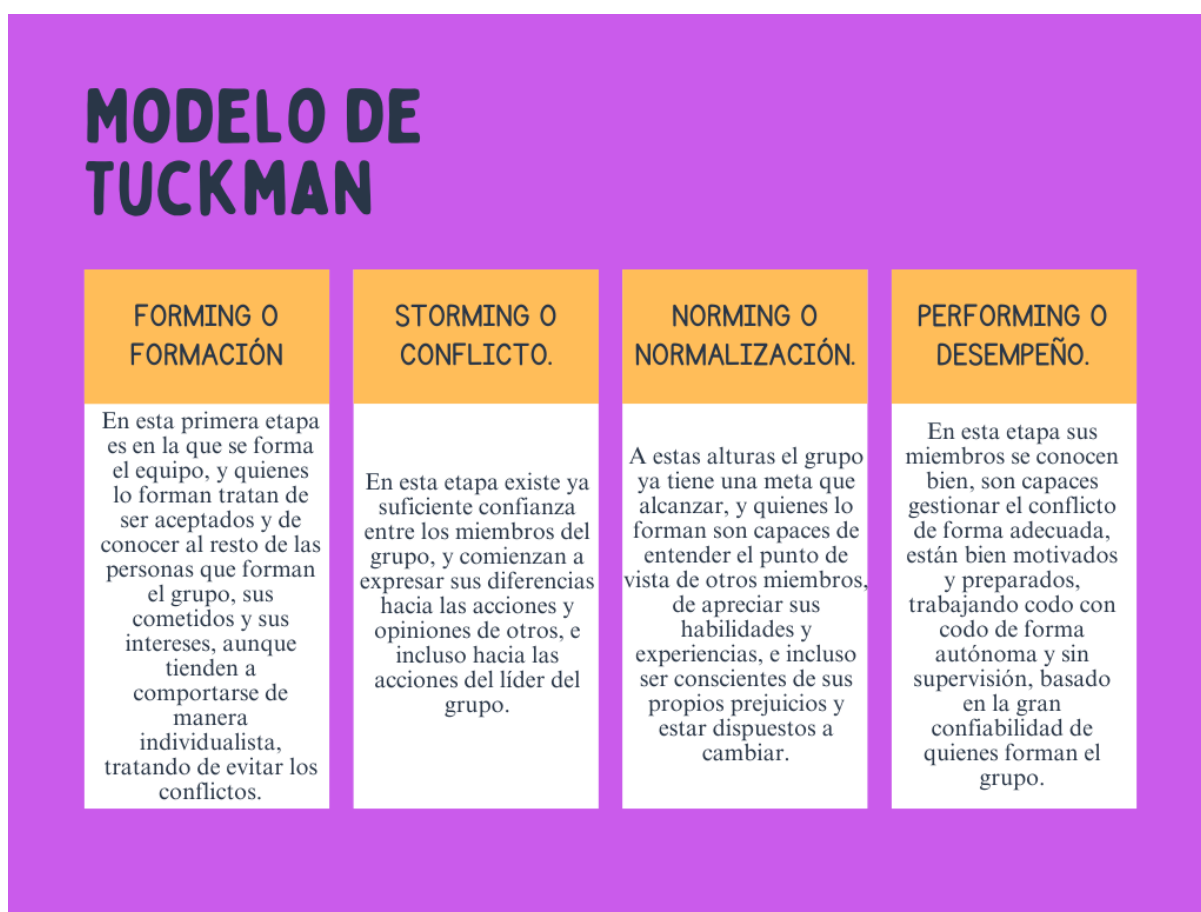 MODELO DE
TUCKMAN
FORMING O
FORMACIÓN
En esta primera etapa
es en la que se forma
el equipo, y quienes
lo forman tratan de
ser aceptados y de
conocer al resto de las
personas que forman
el grupo, sus
cometidos y sus
intereses, aunque
tienden a
comportarse de
manera
individualista,
tratando de evitar los
conflictos.
STORMING O
CONFLICTO.
En esta etapa existe ya
suficiente confianza
entre los miembros del
grupo, y comienzan a
expresar sus diferencias
hacia las acciones y
opiniones de otros, e
incluso hacia las
acciones del líder del
grupo.
NORMING O
NORMALIZACIÓN.
A estas alturas el grupo
ya tiene una meta que
alcanzar, y quienes lo
forman son capaces de
entender el punto de
vista de otros miembros,
de apreciar sus
habilidades y
experiencias, e incluso
ser conscientes de sus
propios prejuicios y
estar dispuestos a
cambiar.
PERFORMING O
DESEMPEÑO.
En esta etapa sus
miembros se conocen
bien, son capaces
gestionar el conflicto
de forma adecuada,
están bien motivados
y preparados,
trabajando codo con
codo de forma
autónoma y sin
supervisión, basado
en la gran
confiabilidad de
quienes forman el
grupo.